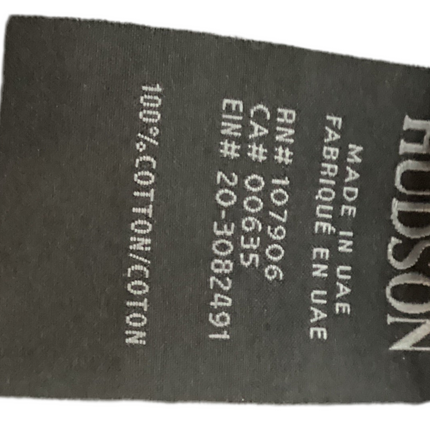 HUDSON
MADE IN UAE
FABRIQUÉ EN UAE
RN# 107906
CA# 00635
EIN# 20-3082491
100% COTTON/COTON